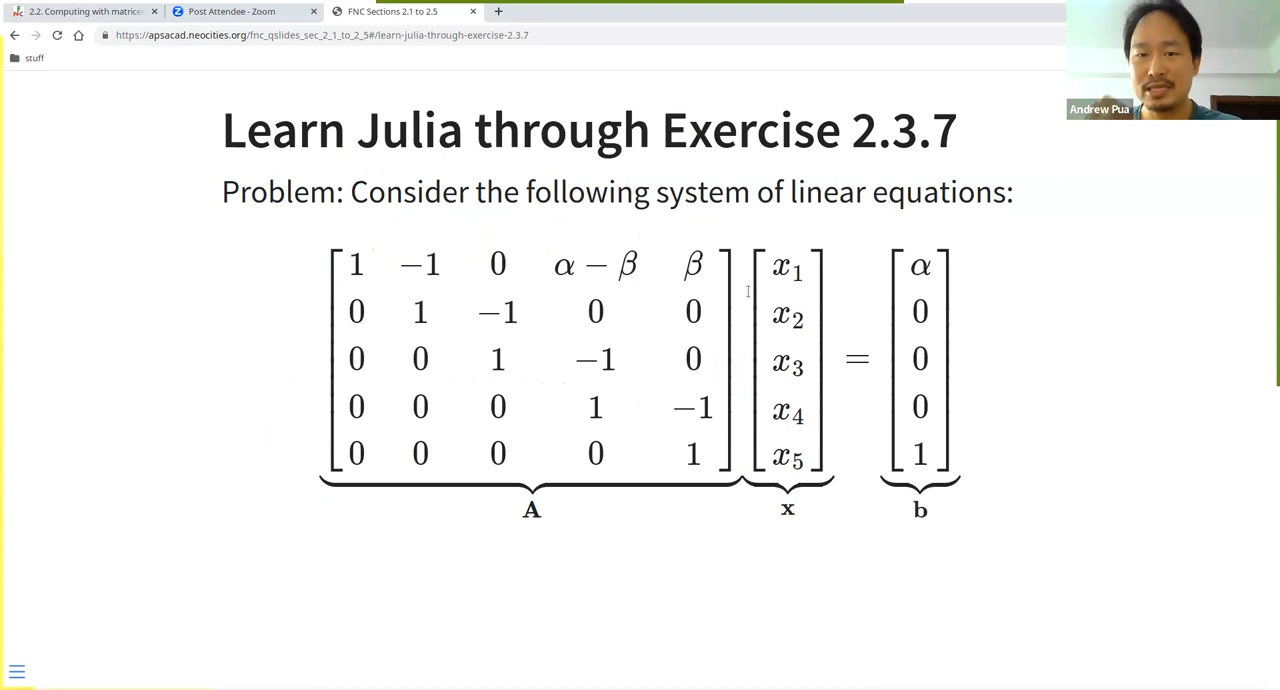 2.2. Computing with matrices
Post Attendee - Zoom
FNC Sections 2.1 to 2.5
https://apsacad.neocities.org/fnc_qslides_sec_2_1_to_2_5#/learn-julia-through-exercise-2.3.7
stuff
Andrew Pua
Learn Julia through Exercise 2.3.7
Problem: Consider the following system of linear equations:
1 −1 0 α − β β x1 α
0 1 −1 0 0 x2 0
0 0 1 −1 0 x3 = 0
0 0 0 1 −1 x4 0
0 0 0 0 1 x5 1
A x b